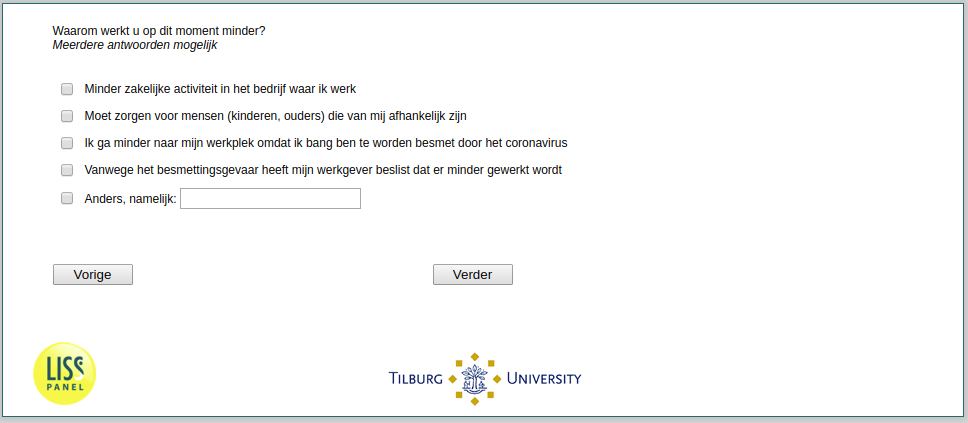 Waarom werkt u op dit moment minder?
Meerdere antwoorden mogelijk
Minder zakelijke activiteit in het bedrijf waar ik werk
Moet zorgen voor mensen (kinderen, ouders) die van mij afhankelijk zijn
Ik ga minder naar mijn werkplek omdat ik bang ben te worden besmet door het coronavirus
Vanwege het besmettingsgevaar heeft mijn werkgever beslist dat er minder gewerkt wordt
Anders, namelijk:
Vorige Verder
LISS
PANEL
TILBURG UNIVERSITY